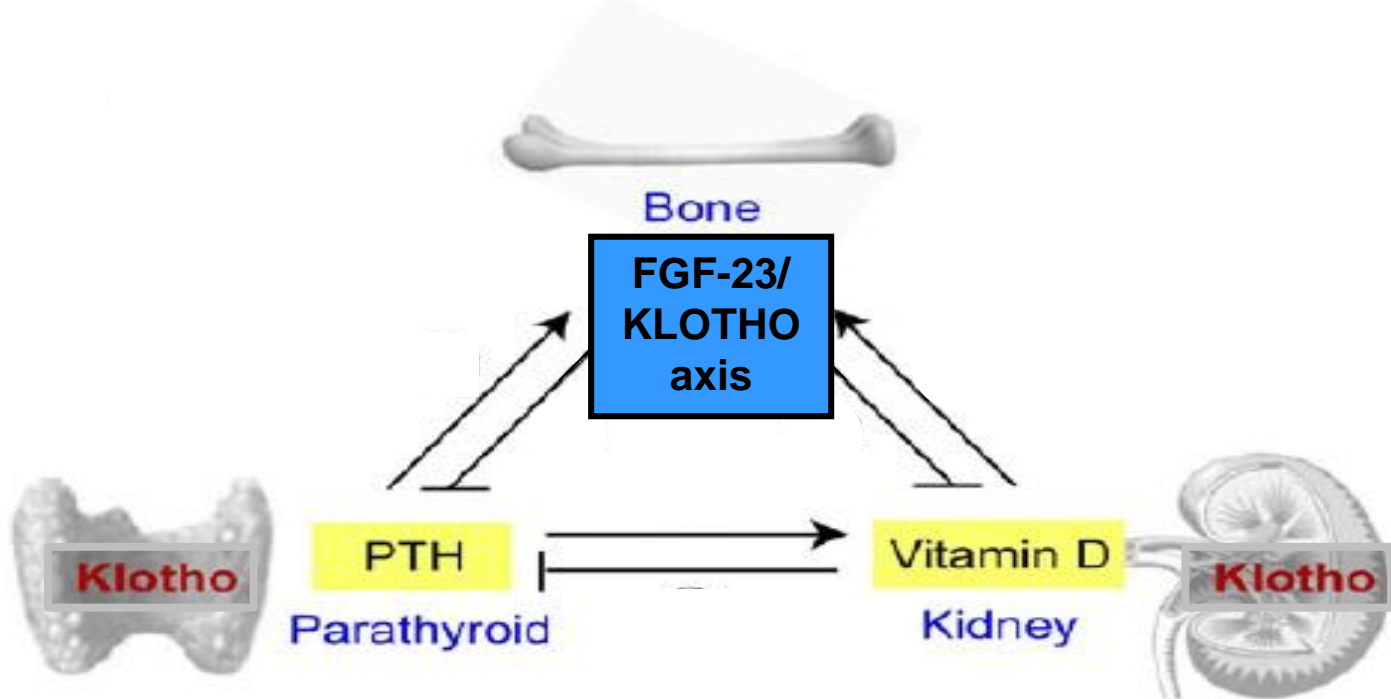 Bone
FGF-23/
KLOTHO
axis
Klotho
PTH
Parathyroid
Vitamin D
Kidney
Klotho